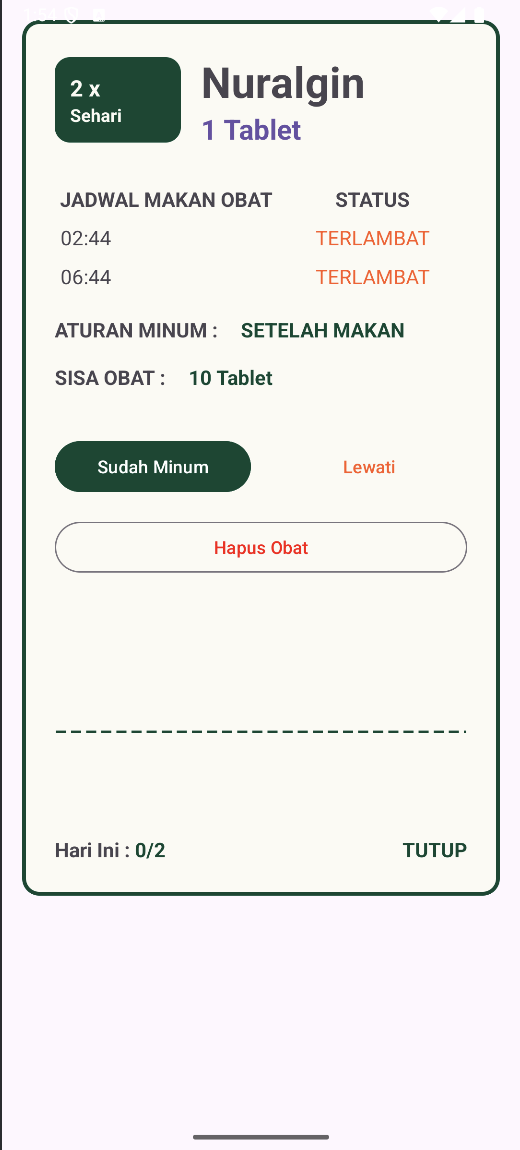 2 x
Sehari
Nuralgin
1 Tablet
JADWAL MAKAN OBAT STATUS
02:44 TERLAMBAT
06:44 TERLAMBAT
ATURAN MINUM : SETELAH MAKAN
SISA OBAT : 10 Tablet
Sudah Minum Lewati
Hapus Obat
Hari Ini : 0/2 TUTUP